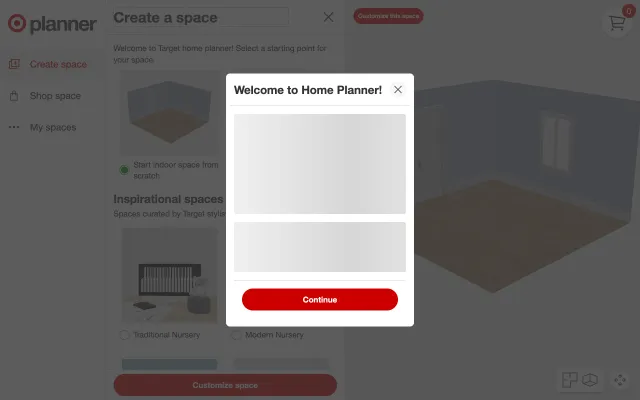 planner
Create a space
Customize this space
0
Welcome to Target home planner! Select a starting point for
your space.
Create space
Shop space
My spaces
Start indoor space from
scratch
Inspirational spaces
Spaces curated by Target
Traditional Nursery
Modern Nursery
Customize space
Welcome to Home Planner!
Continue